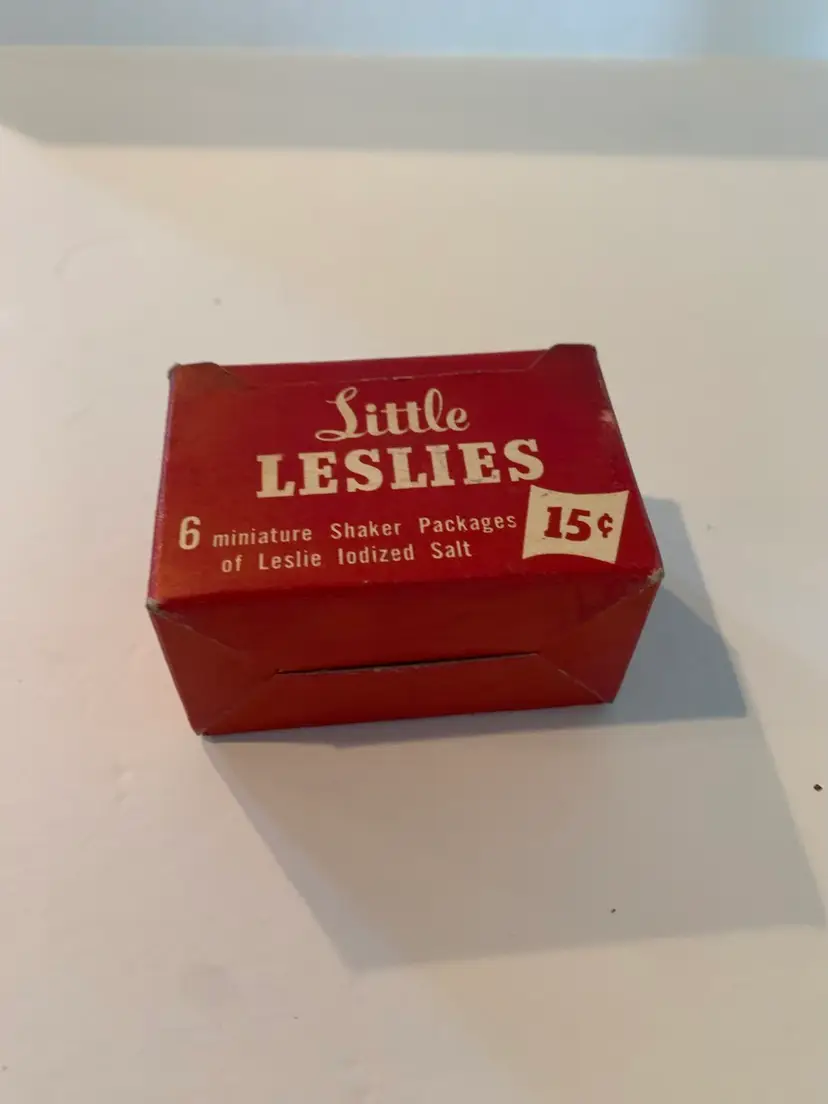 Little
LESLIES
6 miniature Shaker Packages
of Leslie Iodized Salt
15¢